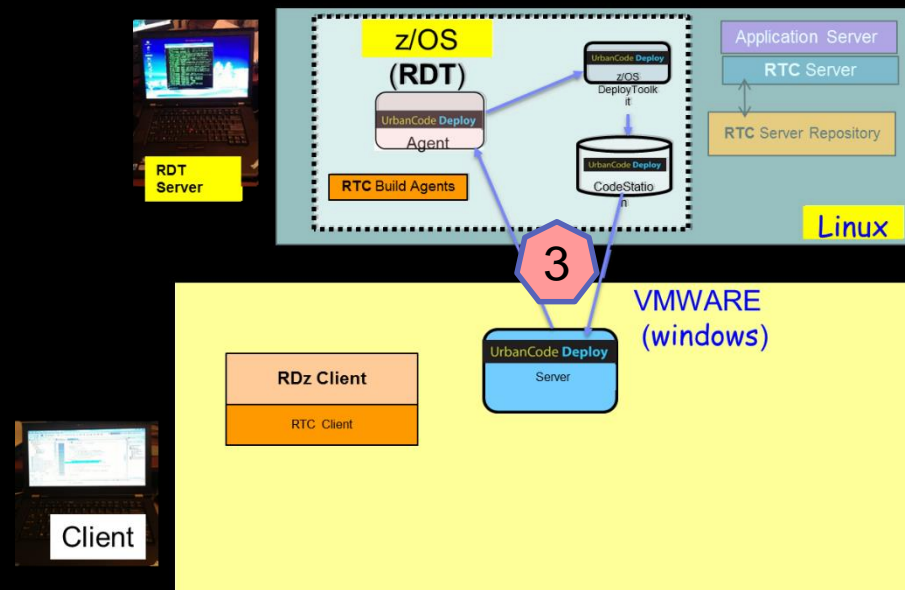 z/OS
(RDT)
UrbanCode Deploy
Agent
RTC Build Agents
UrbanCode Deploy
z/OS
DeployToolk
it
UrbanCode Deploy
CodeStatio
n
Application Server
RTC Server
RTC Server Repository
Linux
RDT
Server
3
VMWARE
(windows)
UrbanCode Deploy
Server
RDz Client
RTC Client
Client